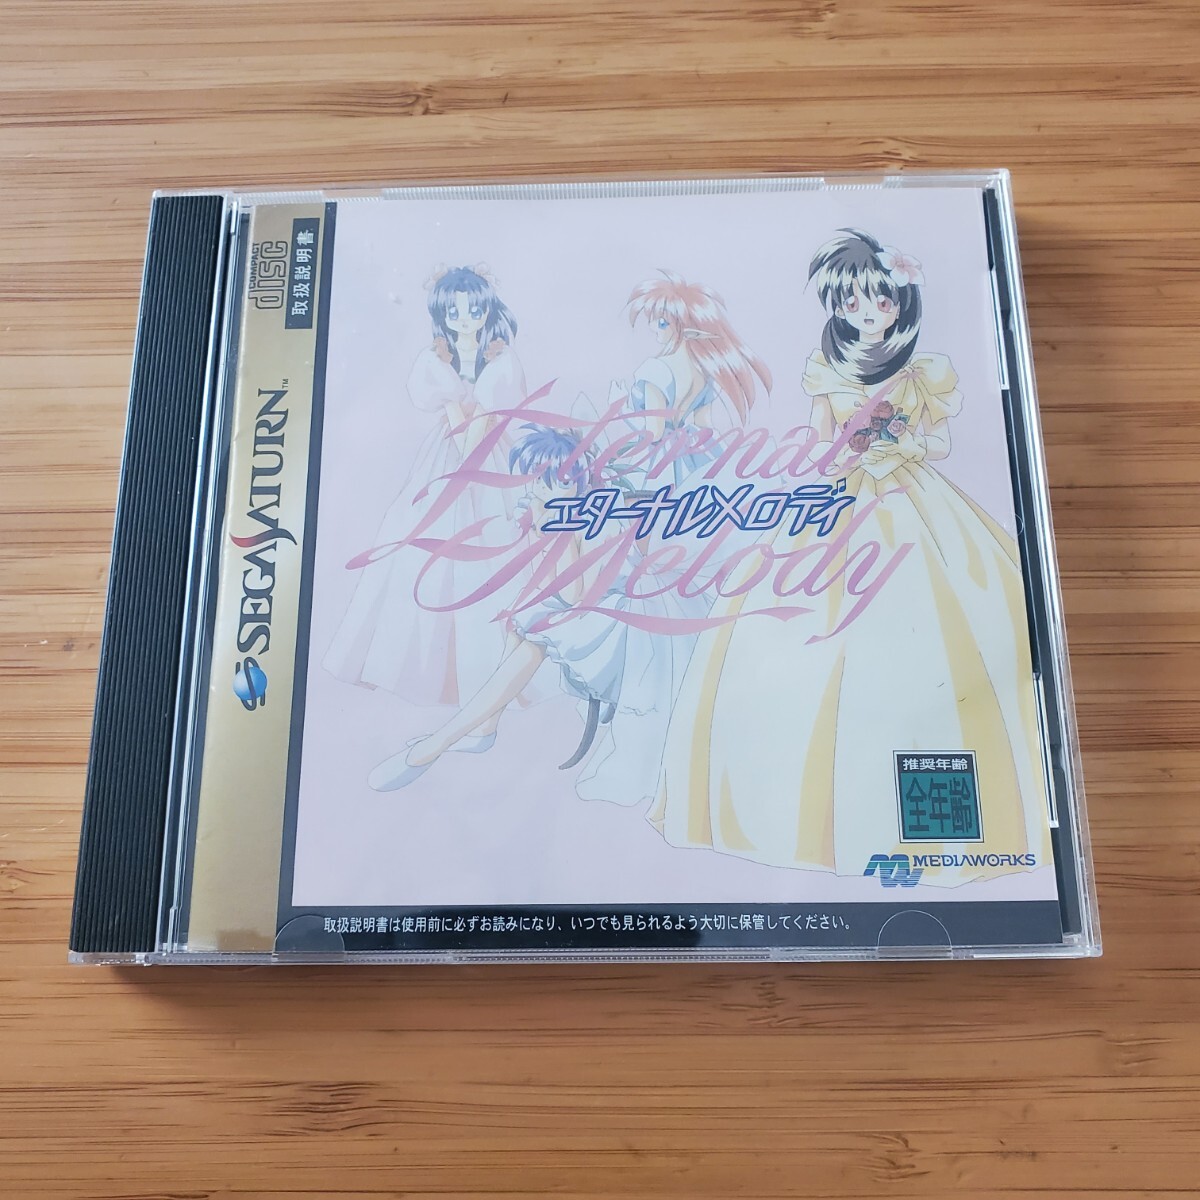 COMPACT
disc
取扱説明書
SEGA SATURN™
Eternal
エターナルメロディ
Melody
推奨年齢
全年齢
MEDIAWORKS
取扱説明書は使用前に必ずお読みになり、いつでも見られるよう大切に保管してください。